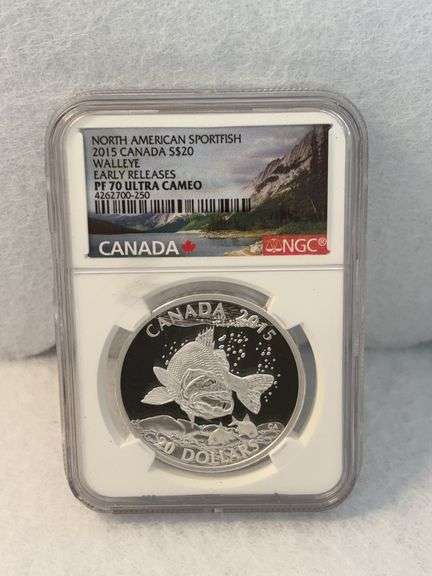 NORTH AMERICAN SPORTFISH
2015 CANADA S$20
WALLEYE
EARLY RELEASES
PF 70 ULTRA CAMEO
4262700-250
CANADA
NGC®
CANADA 2015
20 DOLLARS